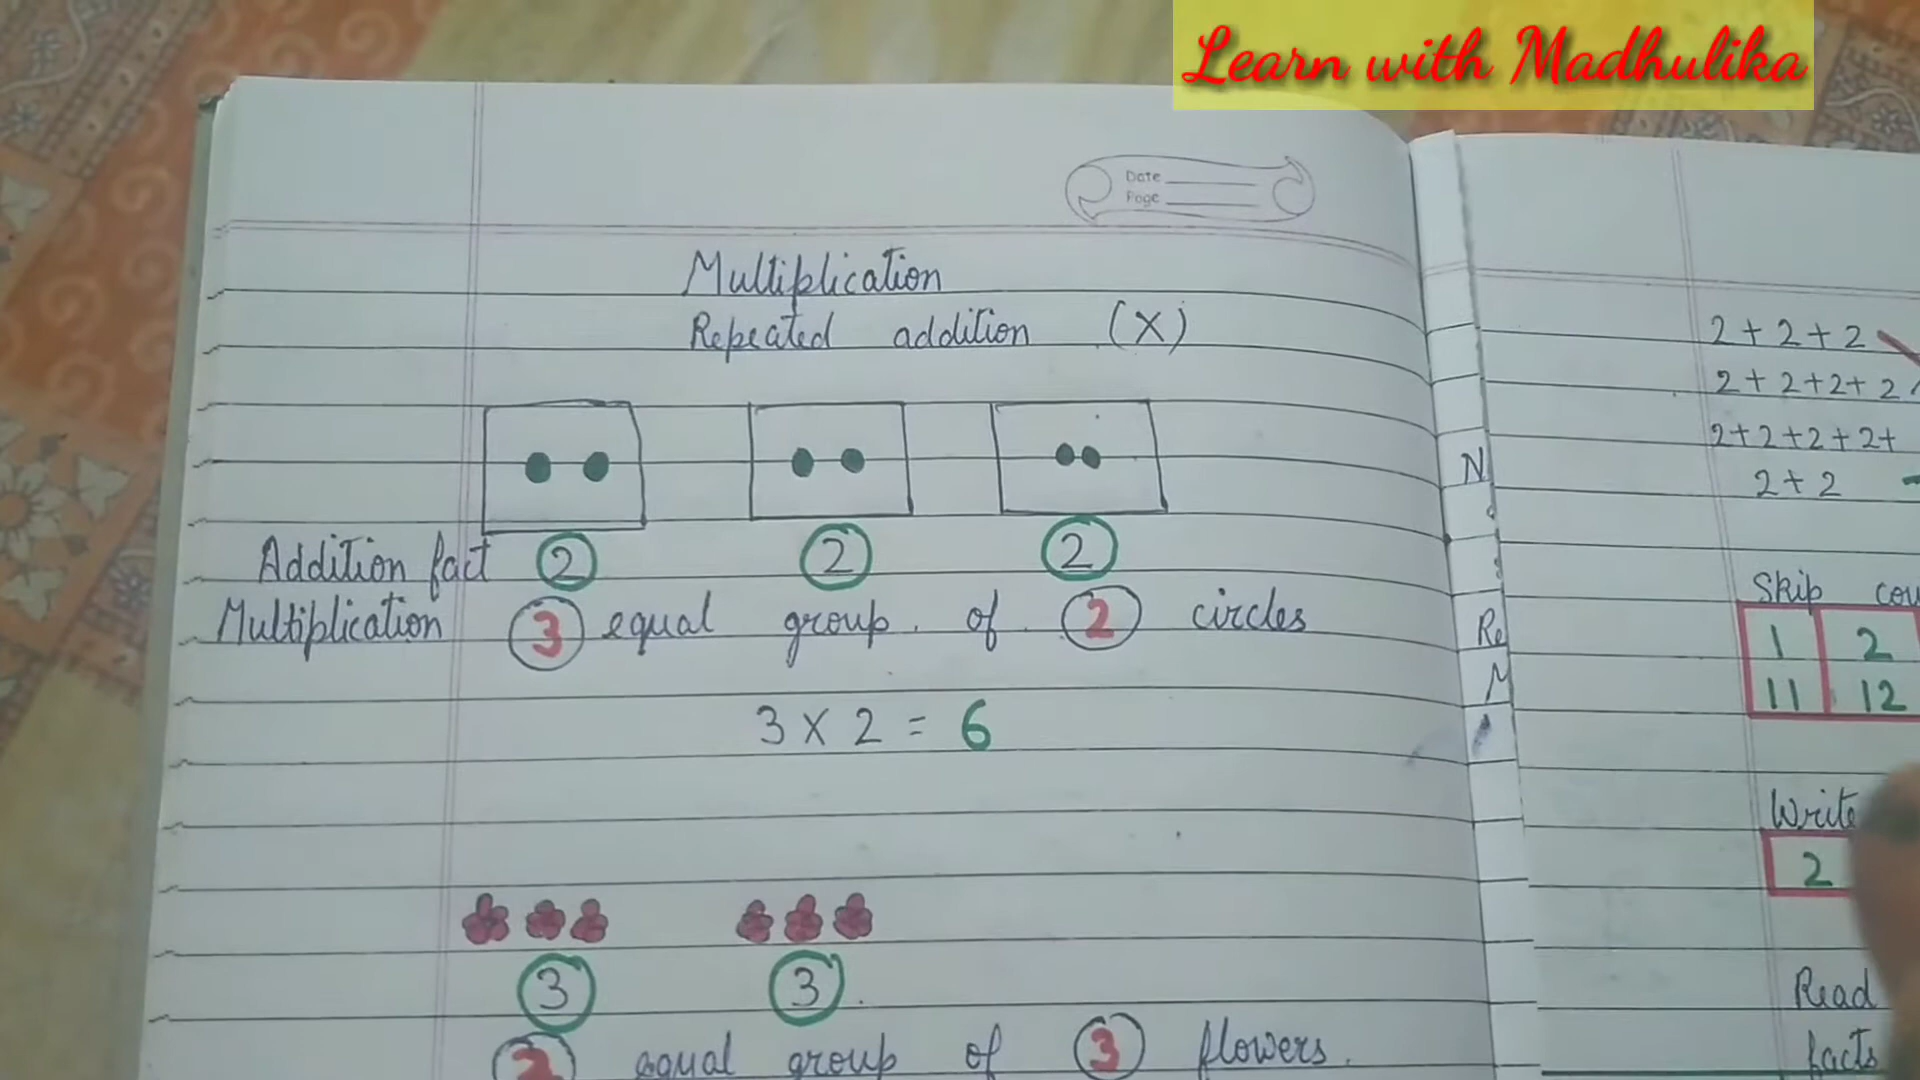 Learn with Madhulika
Date
Page
Multiplication
Repeated addition (X)
Addition fact 2 2 2
Multiplication 3 equal group. of 2 circles
3 X 2 = 6
3 3
equal group of 3 flowers.
N
Re
2 + 2 + 2
2 + 2 + 2 + 2
2 + 2 + 2 + 2 +
2 + 2
Skip
1 2
11 12
Write
2
Read
facts